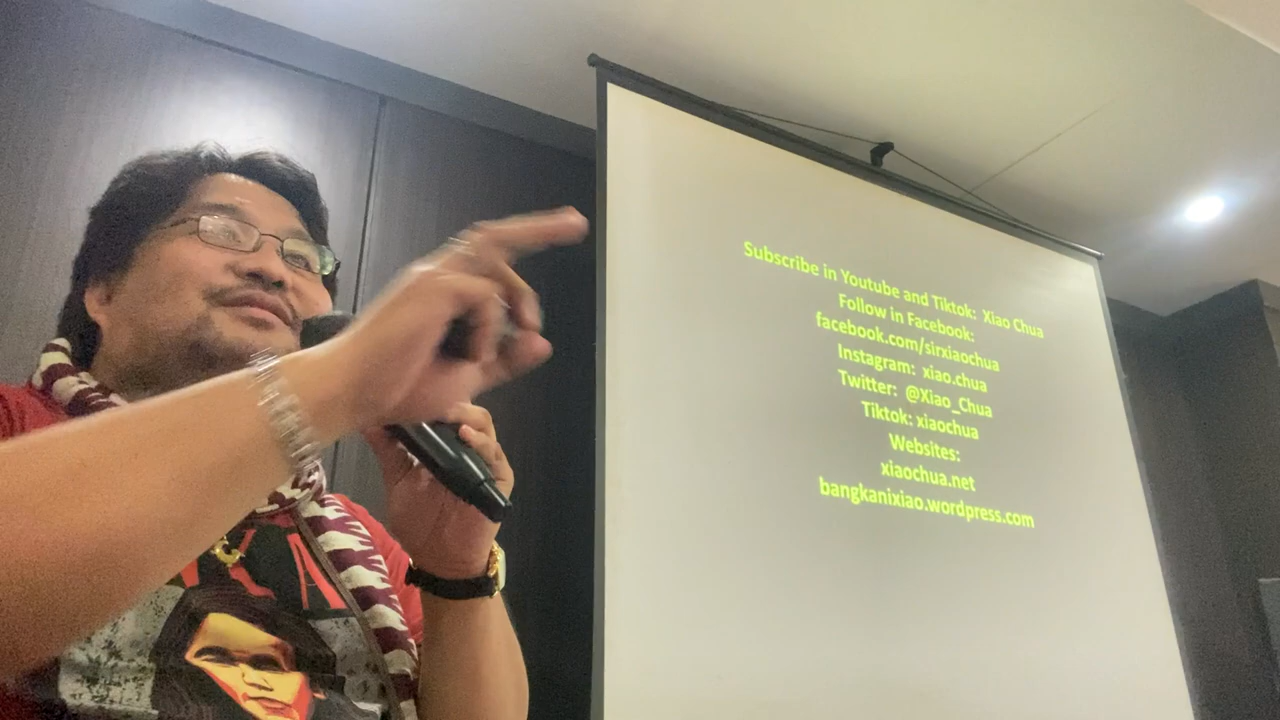 KA
Subscribe in Youtube and Tiktok: Xiao Chua
Follow in Facebook:
facebook.com/sirxiaochua
Instagram: xiao.chua
Twitter: @Xiao_Chua
Tiktok: xiaochua
Websites:
xiaochua.net
bangkanixiao.wordpress.com